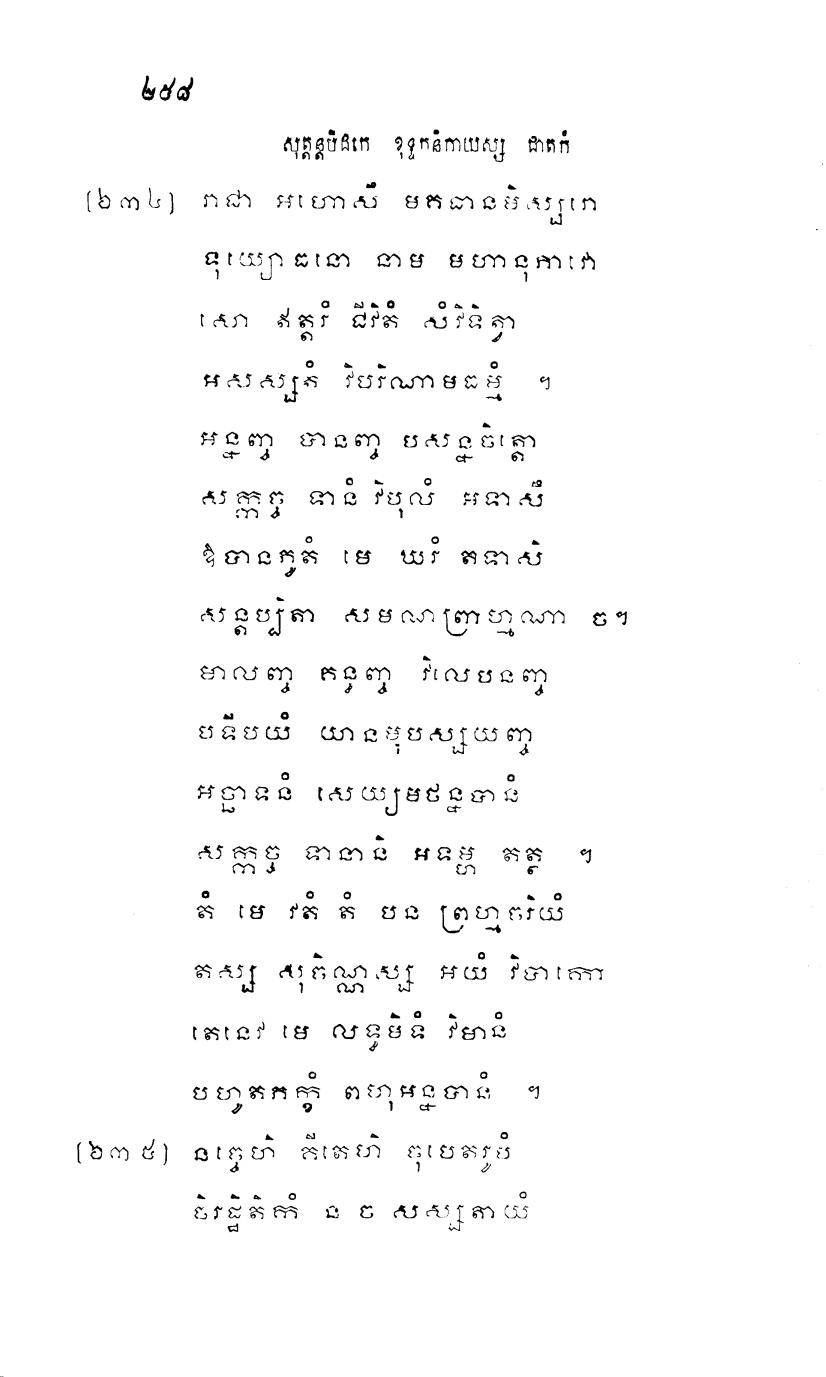 ២៥៨
សុត្តន្តបិដកេ ខុទ្ទកនិកាយស្ស ជាតកំ
[២៣៤] រាជា អហោសឹ មគធានមិស្សរោ
ទុយ្យោធនោ នាម មហានុភាវោ
សោ ឥត្តរំ ជីវិតំ សំវិទិត្វា
អសស្សតំ វិបរិណាមធម្មំ ។
អន្នញ្ច បានញ្ច បសន្នចិត្តោ
សក្កច្ច ទានំ វិបុលំ អទាសឹ
ឱបានភូតំ មេ ឃរំ តទាសិ
សន្តប្បិតា សមណព្រាហ្មណា ច។
មាលញ្ច គន្ធញ្ច វិលេបនញ្ច
បទីបយំ យានមុបស្សយញ្ច
អច្ឆាទនំ សេយ្យមថន្នបានំ
សក្កច្ច ទានានិ អទម្ហ តត្ថ ។
តំ មេ វតំ តំ បន ព្រហ្មចរិយំ
តស្ស សុចិណ្ណស្ស អយំ វិបាកោ
តេនេវ មេ លទ្ធមិទំ វិមានំ
បហូតភក្ខំ ពហុអន្នបានំ ។
[២៣៥] នច្ចេហិ គីតេហិ ចុបេតរូបំ
ចិរដ្ឋិតិកំ ន ច សស្សតាយំ